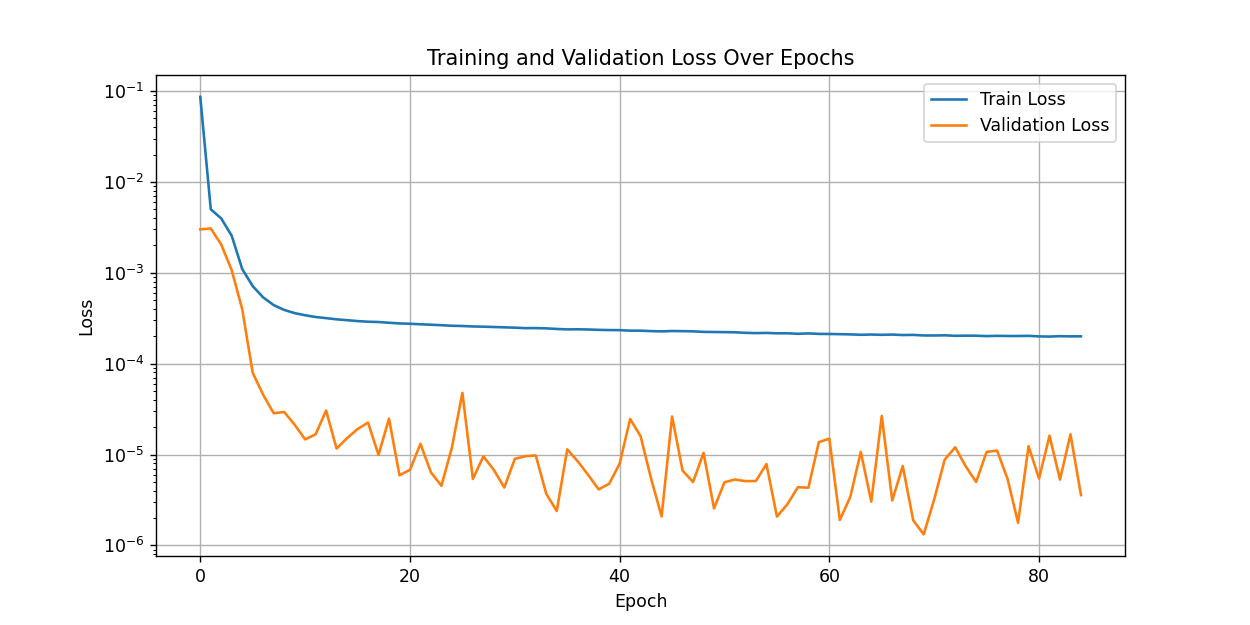 Training and Validation Loss Over Epochs
Train Loss
Validation Loss
10⁻¹
10⁻²
10⁻³
10⁻⁴
10⁻⁵
10⁻⁶
Loss
0 20 40 60 80
Epoch